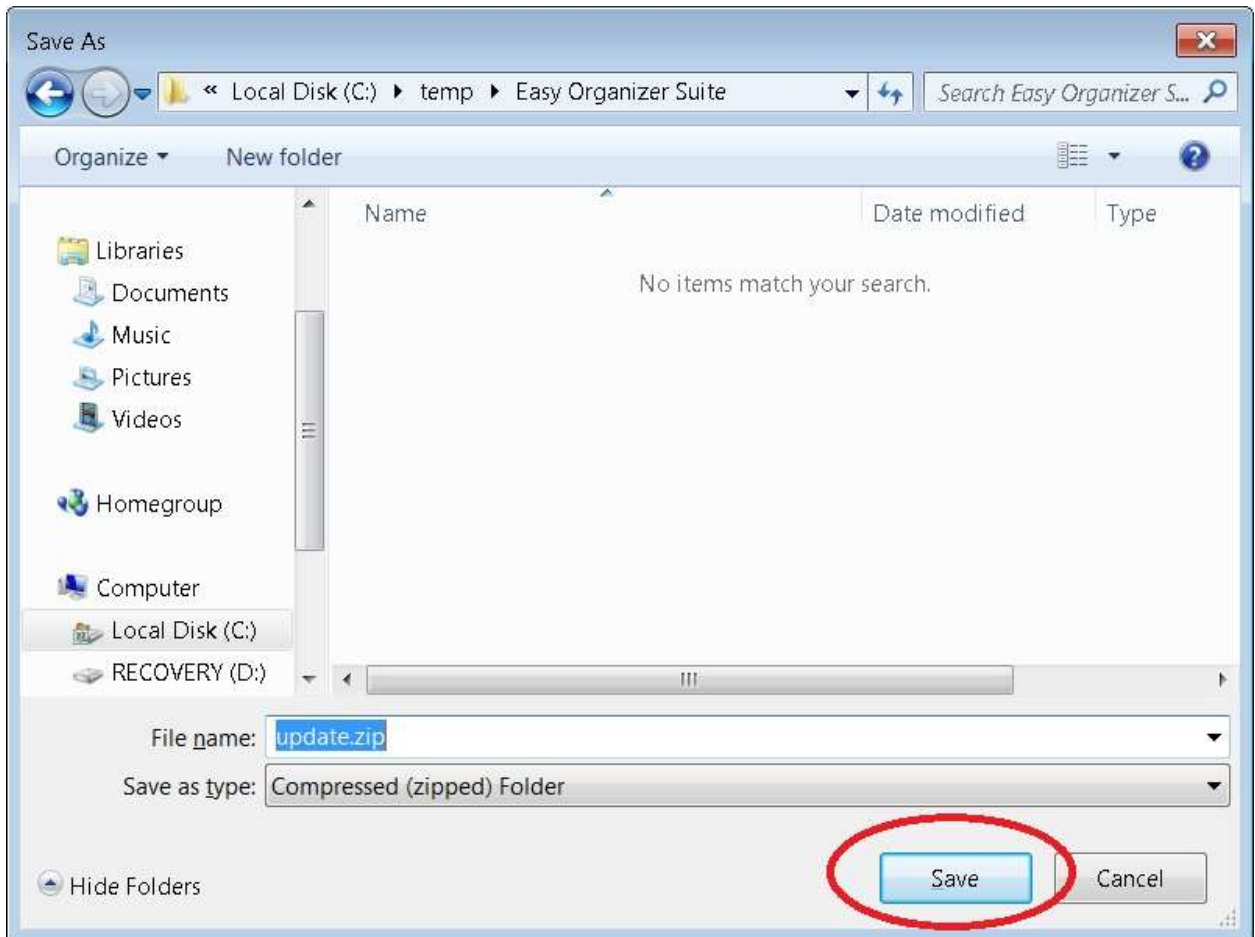 Save As
« Local Disk (C:) temp Easy Organizer Suite Search Easy Organizer S...
Organize New folder
Name Date modified Type
No items match your search.
Libraries
Documents
Music
Pictures
Videos
Homegroup
Computer
Local Disk (C:)
RECOVERY (D:)
File name: update.zip
Save as type: Compressed (zipped) Folder
Hide Folders Save Cancel